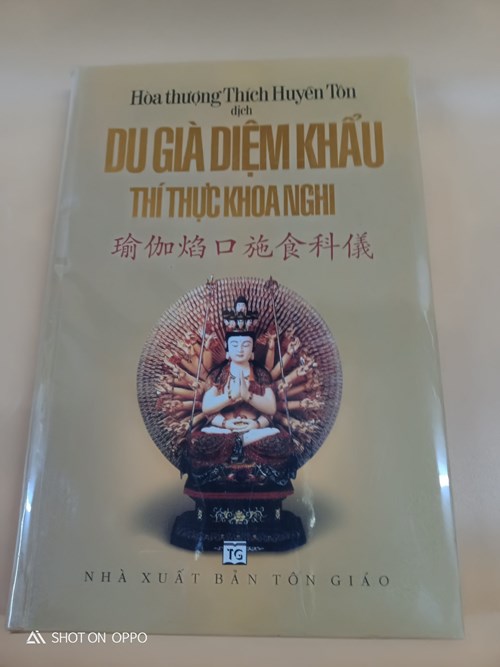 Hòa thượng Thích Huyền Tôn
dịch
DU GIÀ DIỆM KHẨU
THÍ THỰC KHOA NGHI
瑜伽焰口施食科儀
TG
NHÀ XUẤT BẢN TÔN GIÁO
SHOT ON OPPO